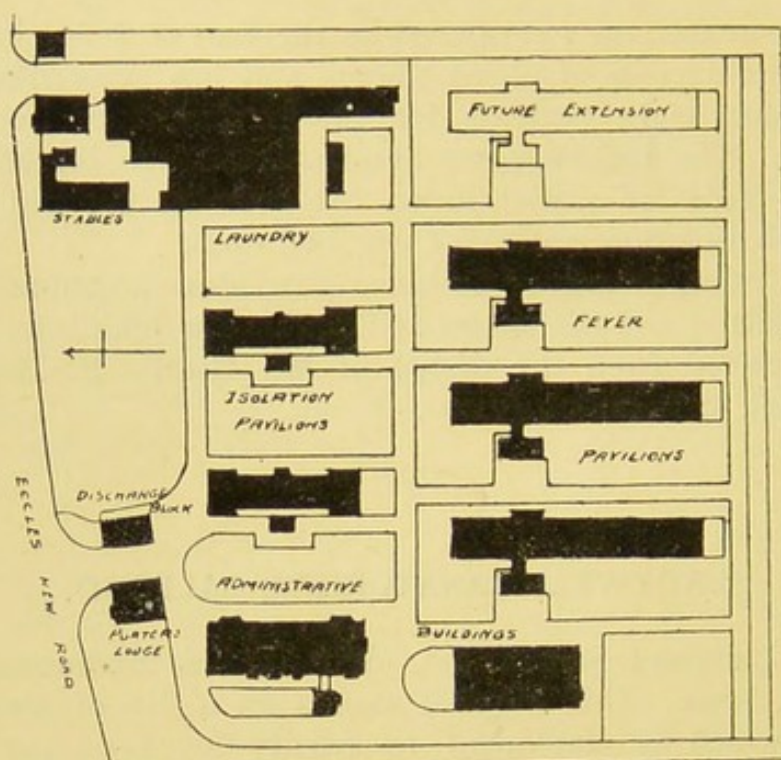 FUTURE EXTENSION
STABLES
LAUNDRY
FEVER
ISOLATION
PAVILIONS
PAVILIONS
DISCHARGE
BLOCK
ECCLES NEW ROAD
ADMINISTRATIVE
BUILDINGS
PORTERS
LODGE